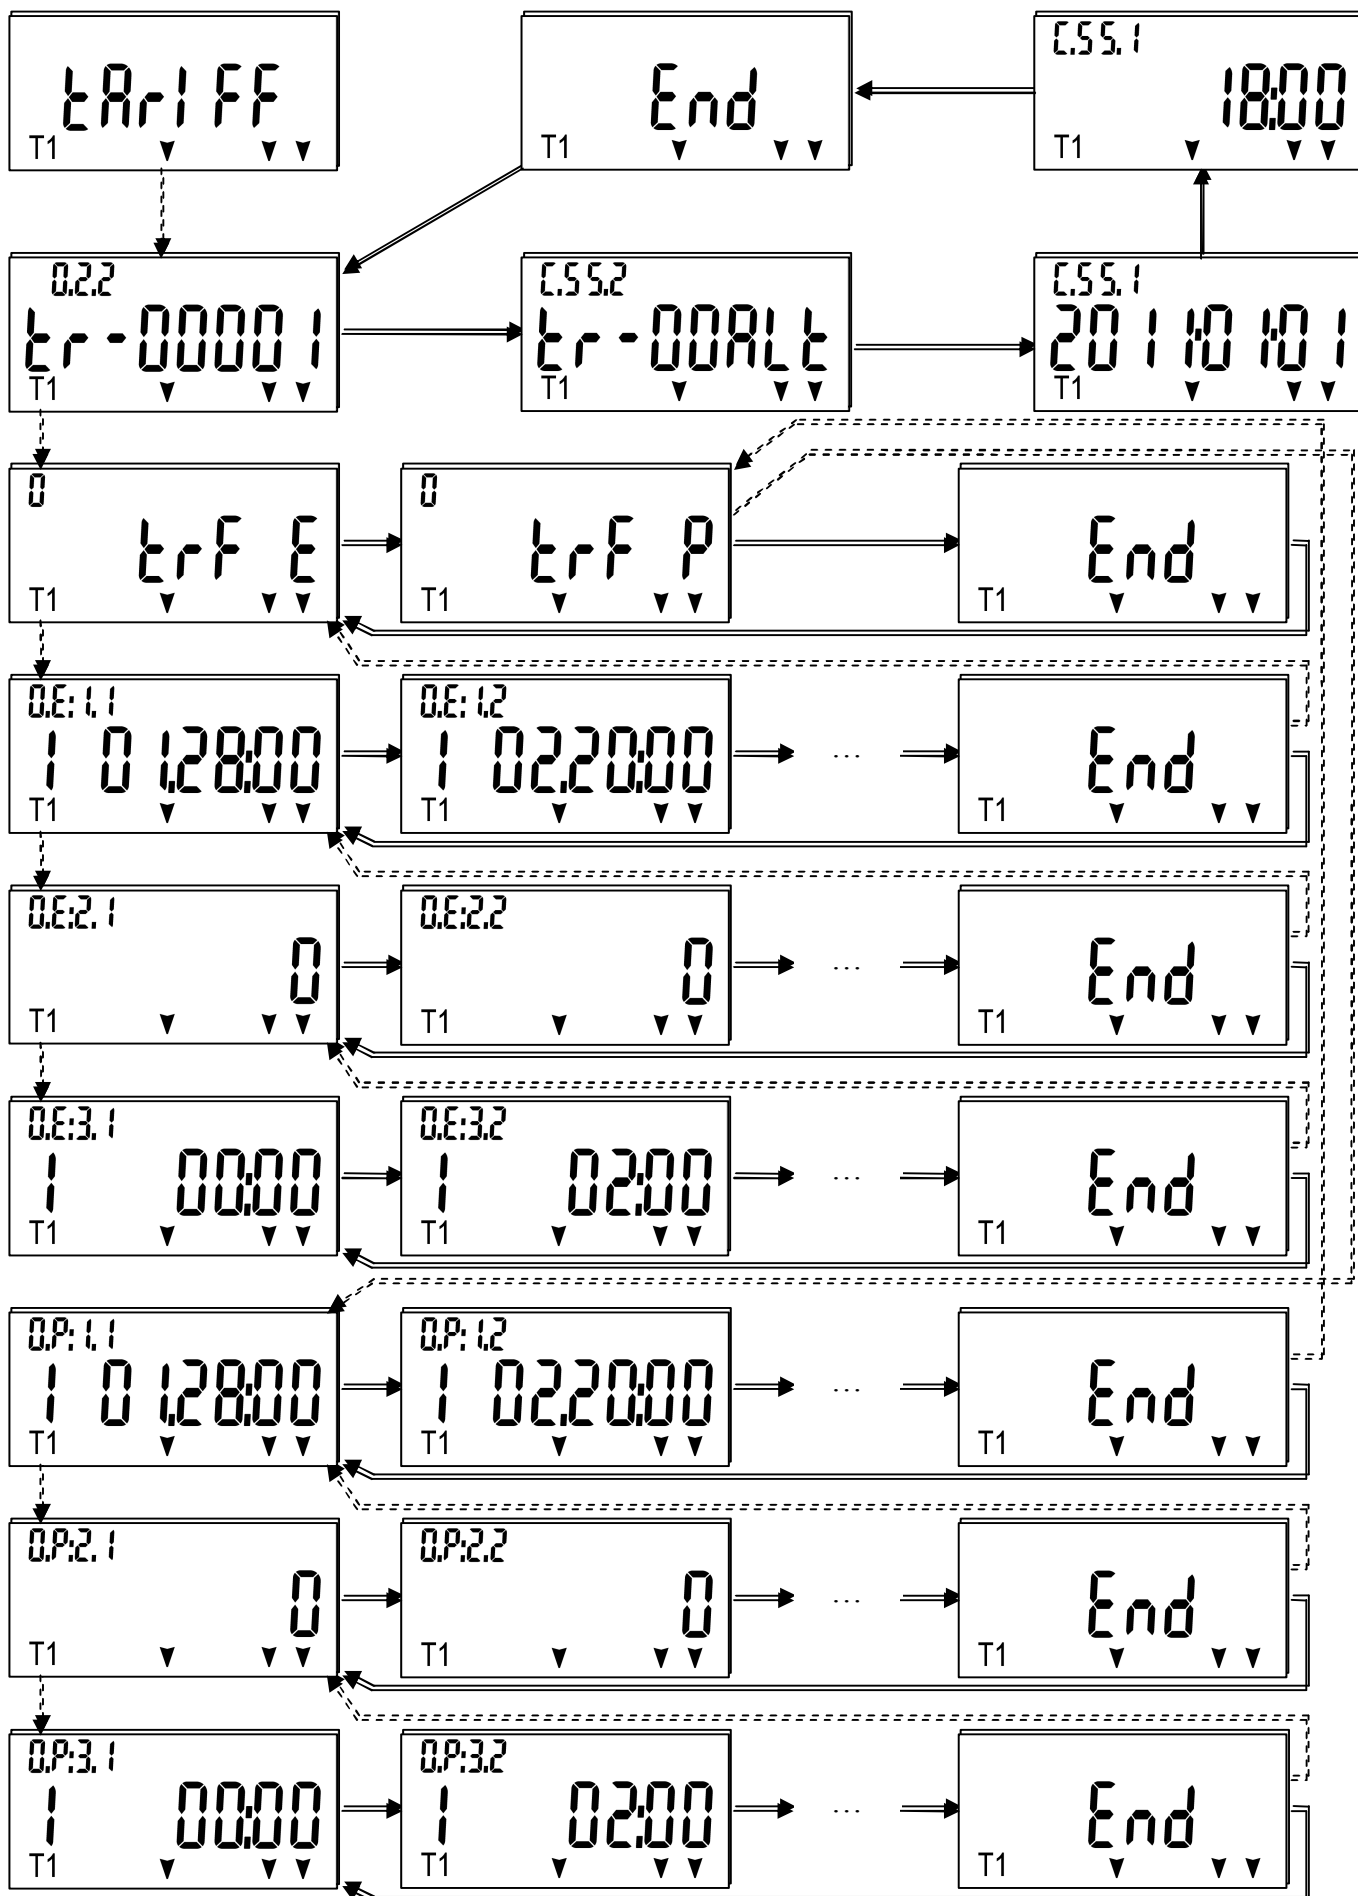 tArIFF
T1
End
T1
C.55.1
18:00
T1
0.2.2
tr-00001
T1
C.55.2
tr-00ALt
T1
C.55.1
2011:01:01
T1
0
trF E
T1
0
trF P
T1
End
T1
0.E:1.1
1 01.28:00
T1
0.E:1.2
1 02.20:00
T1
...
End
T1
0.E:2.1
0
T1
0.E:2.2
0
T1
...
End
T1
0.E:3.1
1 00:00
T1
0.E:3.2
1 02:00
T1
...
End
T1
0.P:1.1
1 01.28:00
T1
0.P:1.2
1 02.20:00
T1
...
End
T1
0.P:2.1
0
T1
0.P:2.2
0
T1
...
End
T1
0.P:3.1
1 00:00
T1
0.P:3.2
1 02:00
T1
...
End
T1